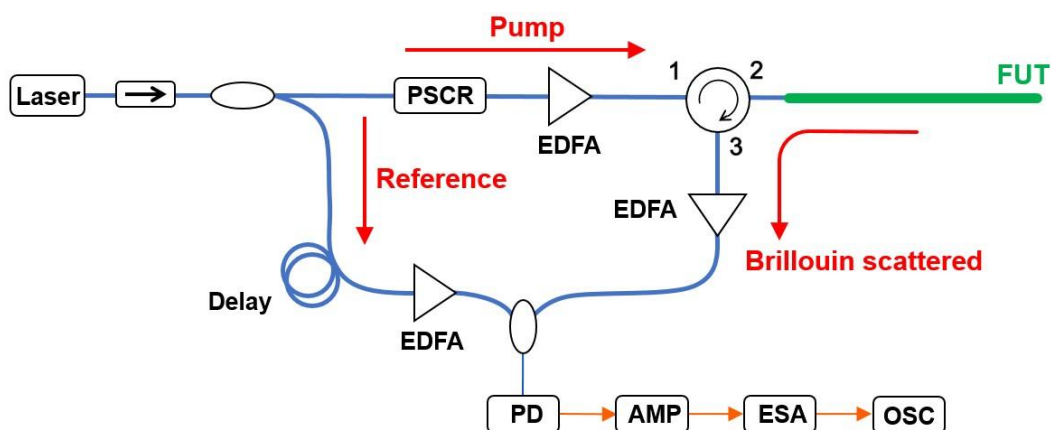 Pump
Laser
PSCR
EDFA
1
2
3
FUT
Reference
EDFA
Brillouin scattered
Delay
EDFA
PD
AMP
ESA
OSC